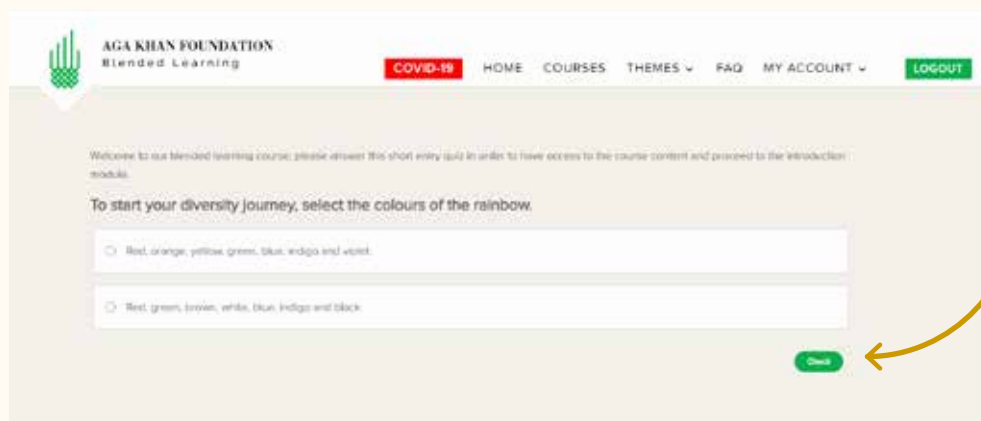 AGA KHAN FOUNDATION
Blended Learning
COVID-19 HOME COURSES THEMES FAQ MY ACCOUNT LOGOUT
Welcome to our blended learning course, please answer this short entry quiz in order to have access to the course content and proceed to the introduction
module.
To start your diversity journey, select the colours of the rainbow.
Red, orange, yellow, green, blue, indigo and violet
Red, green, brown, white, blue, indigo and black
Check